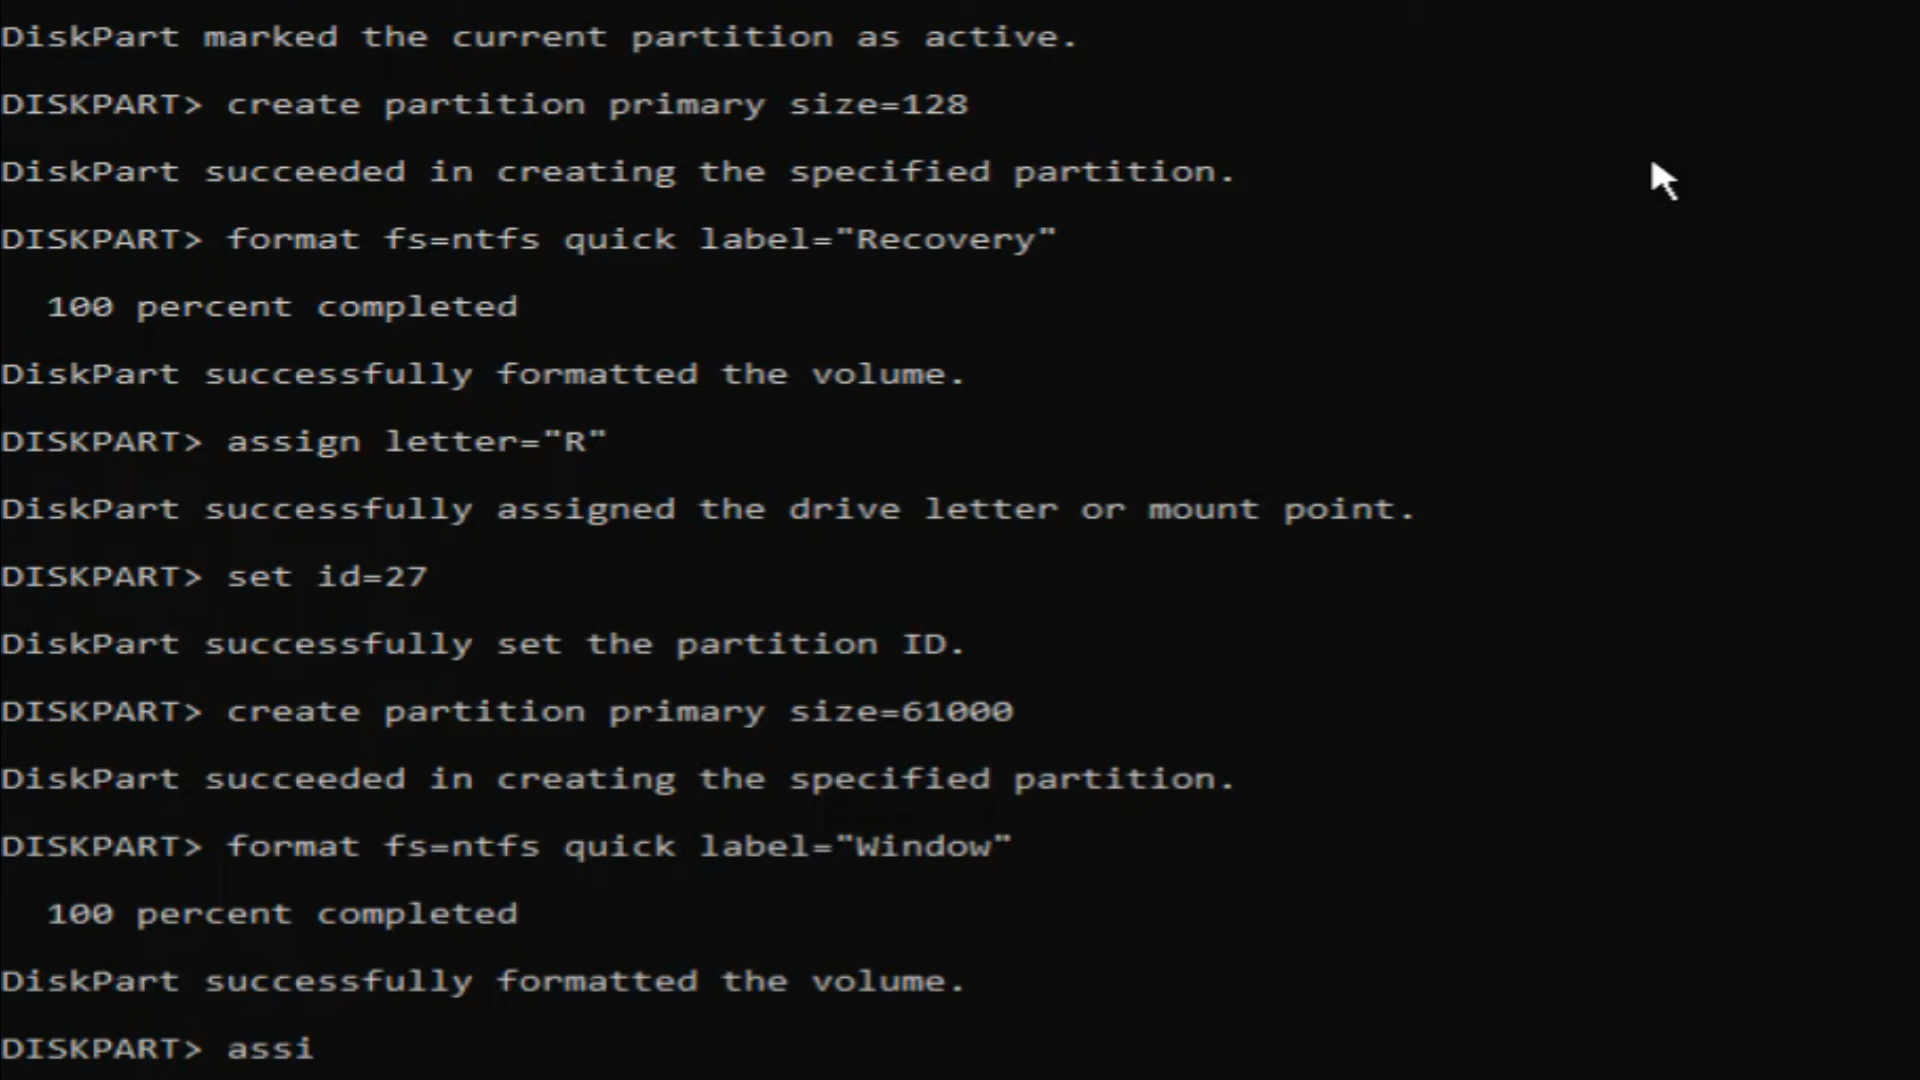 DiskPart marked the current partition as active.
DISKPART> create partition primary size=128
DiskPart succeeded in creating the specified partition.
DISKPART> format fs=ntfs quick label="Recovery"
100 percent completed
DiskPart successfully formatted the volume.
DISKPART> assign letter="R"
DiskPart successfully assigned the drive letter or mount point.
DISKPART> set id=27
DiskPart successfully set the partition ID.
DISKPART> create partition primary size=61000
DiskPart succeeded in creating the specified partition.
DISKPART> format fs=ntfs quick label="Window"
100 percent completed
DiskPart successfully formatted the volume.
DISKPART> assi